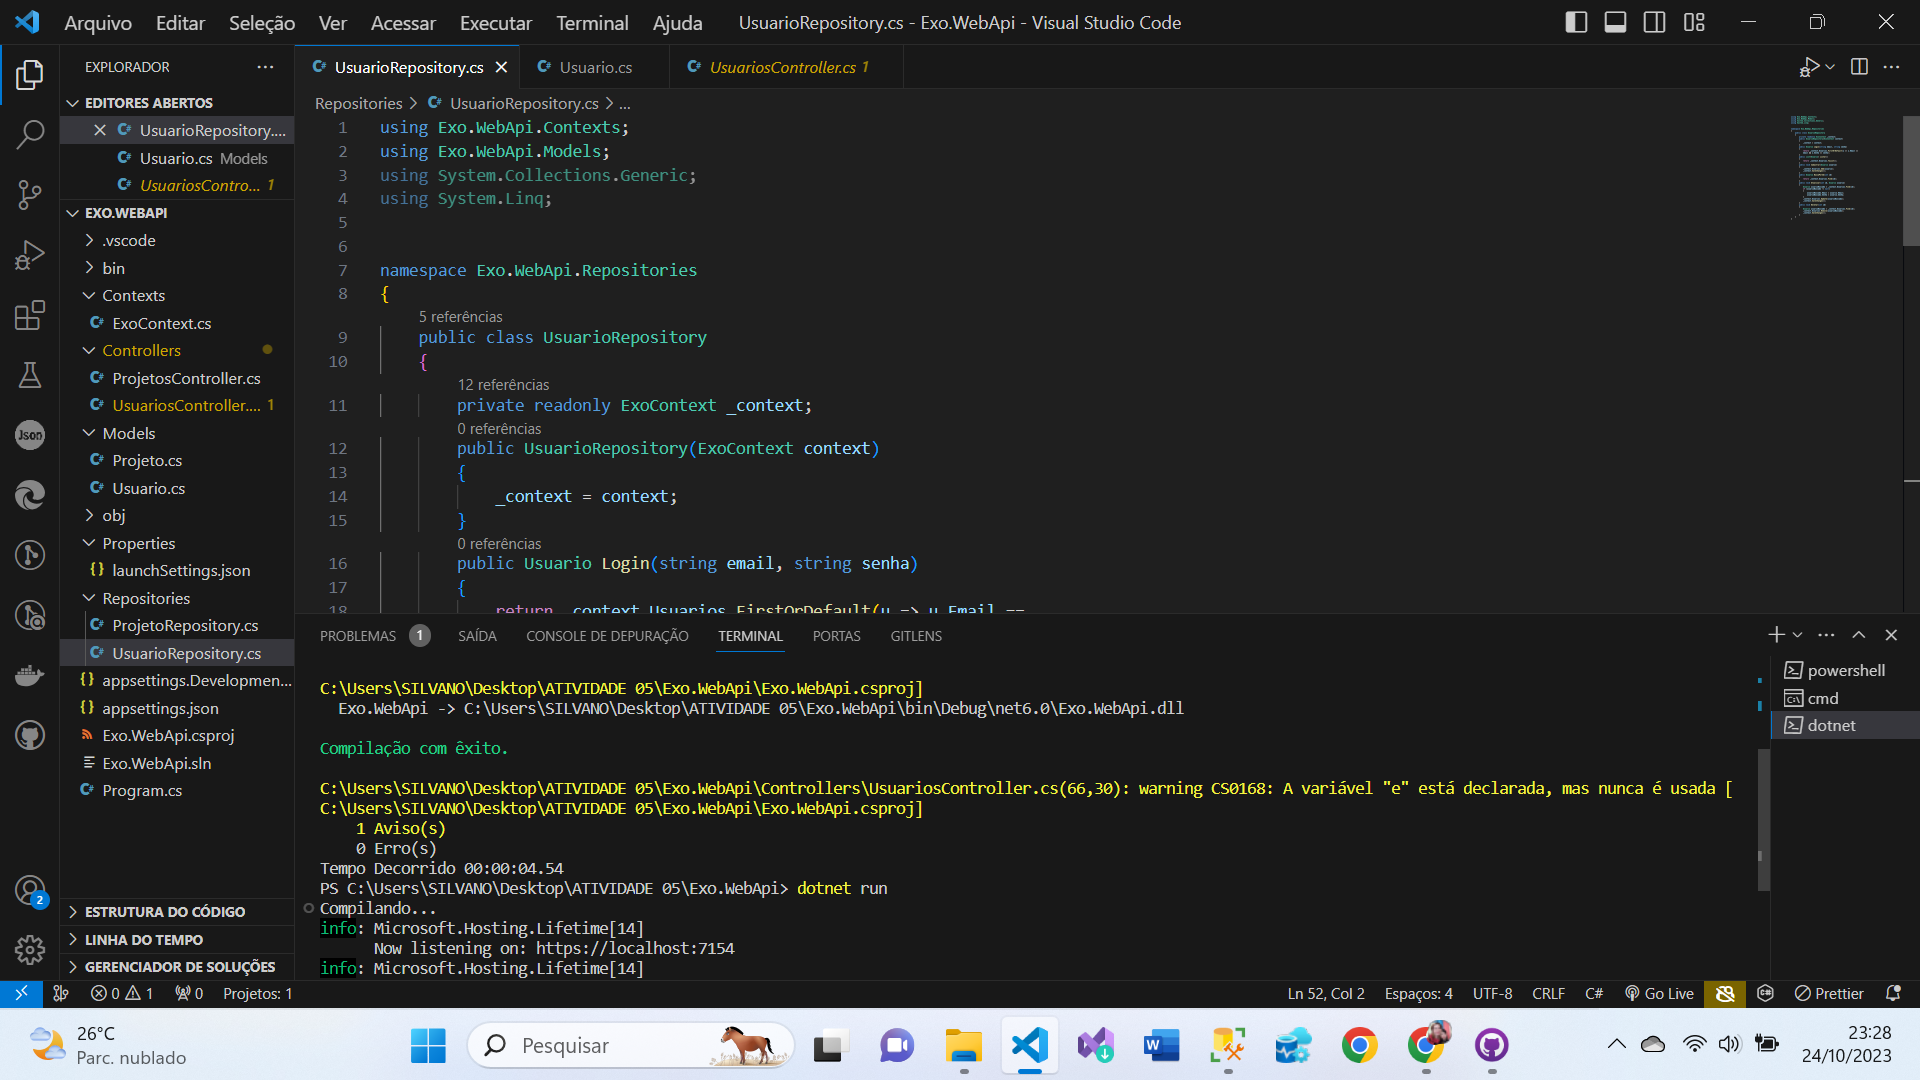 Arquivo Editar Seleção Ver Acessar Executar Terminal Ajuda UsuarioRepository.cs - Exo.WebApi - Visual Studio Code
EXPLORADOR
EDITORES ABERTOS
UsuarioRepository....
Usuario.cs Models
UsuariosContro... 1
EXO.WEBAPI
.vscode
bin
Contexts
ExoContext.cs
Controllers
ProjetosController.cs
UsuariosController.... 1
Models
Projeto.cs
Usuario.cs
obj
Properties
launchSettings.json
Repositories
ProjetoRepository.cs
UsuarioRepository.cs
appsettings.Developmen...
appsettings.json
Exo.WebApi.csproj
Exo.WebApi.sln
Program.cs
ESTRUTURA DO CÓDIGO
LINHA DO TEMPO
GERENCIADOR DE SOLUÇÕES
Json
2
UsuarioRepository.cs Usuario.cs UsuariosController.cs 1
Repositories > UsuarioRepository.cs > ...
1 using Exo.WebApi.Contexts;
2 using Exo.WebApi.Models;
3 using System.Collections.Generic;
4 using System.Linq;
5
6
7 namespace Exo.WebApi.Repositories
8 {
5 referências
9 public class UsuarioRepository
10 {
12 referências
11 private readonly ExoContext _context;
0 referências
12 public UsuarioRepository(ExoContext context)
13 {
14 _context = context;
15 }
0 referências
16 public Usuario Login(string email, string senha)
17 {
18 return _context.Usuarios.FirstOrDefault(u => u.Email ==
PROBLEMAS 1 SAÍDA CONSOLE DE DEPURAÇÃO TERMINAL PORTAS GITLENS
C:\Users\SILVANO\Desktop\ATIVIDADE 05\Exo.WebApi\Exo.WebApi.csproj]
Exo.WebApi -> C:\Users\SILVANO\Desktop\ATIVIDADE 05\Exo.WebApi\bin\Debug\net6.0\Exo.WebApi.dll
Compilação com êxito.
C:\Users\SILVANO\Desktop\ATIVIDADE 05\Exo.WebApi\Controllers\UsuariosController.cs(66,30): warning CS0168: A variável "e" está declarada, mas nunca é usada [
C:\Users\SILVANO\Desktop\ATIVIDADE 05\Exo.WebApi\Exo.WebApi.csproj]
1 Aviso(s)
0 Erro(s)
Tempo Decorrido 00:00:04.54
PS C:\Users\SILVANO\Desktop\ATIVIDADE 05\Exo.WebApi> dotnet run
Compilando...
info: Microsoft.Hosting.Lifetime[14]
Now listening on: https://localhost:7154
info: Microsoft.Hosting.Lifetime[14]
powershell
cmd
dotnet
0 1 0 Projetos: 1 Ln 52, Col 2 Espaços: 4 UTF-8 CRLF C# Go Live Prettier
26°C
Parc. nublado
Pesquisar
23:28
24/10/2023